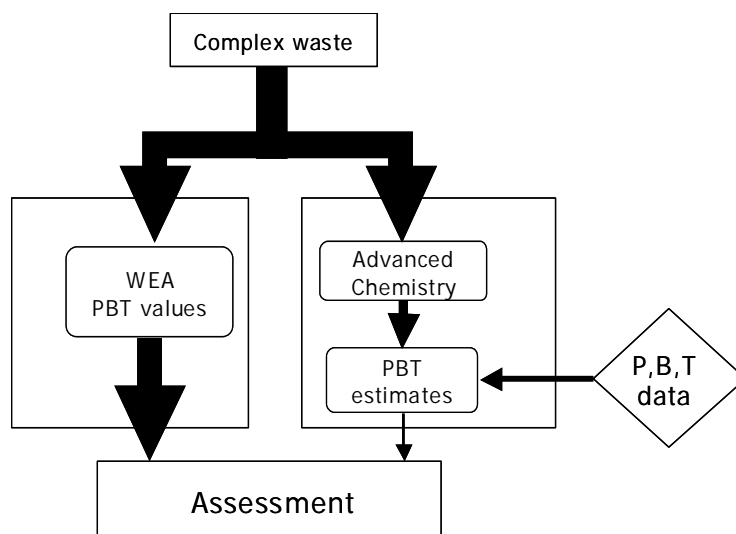 Complex waste
WEA
PBT values
Advanced
Chemistry
PBT
estimates
P,B,T
data
Assessment